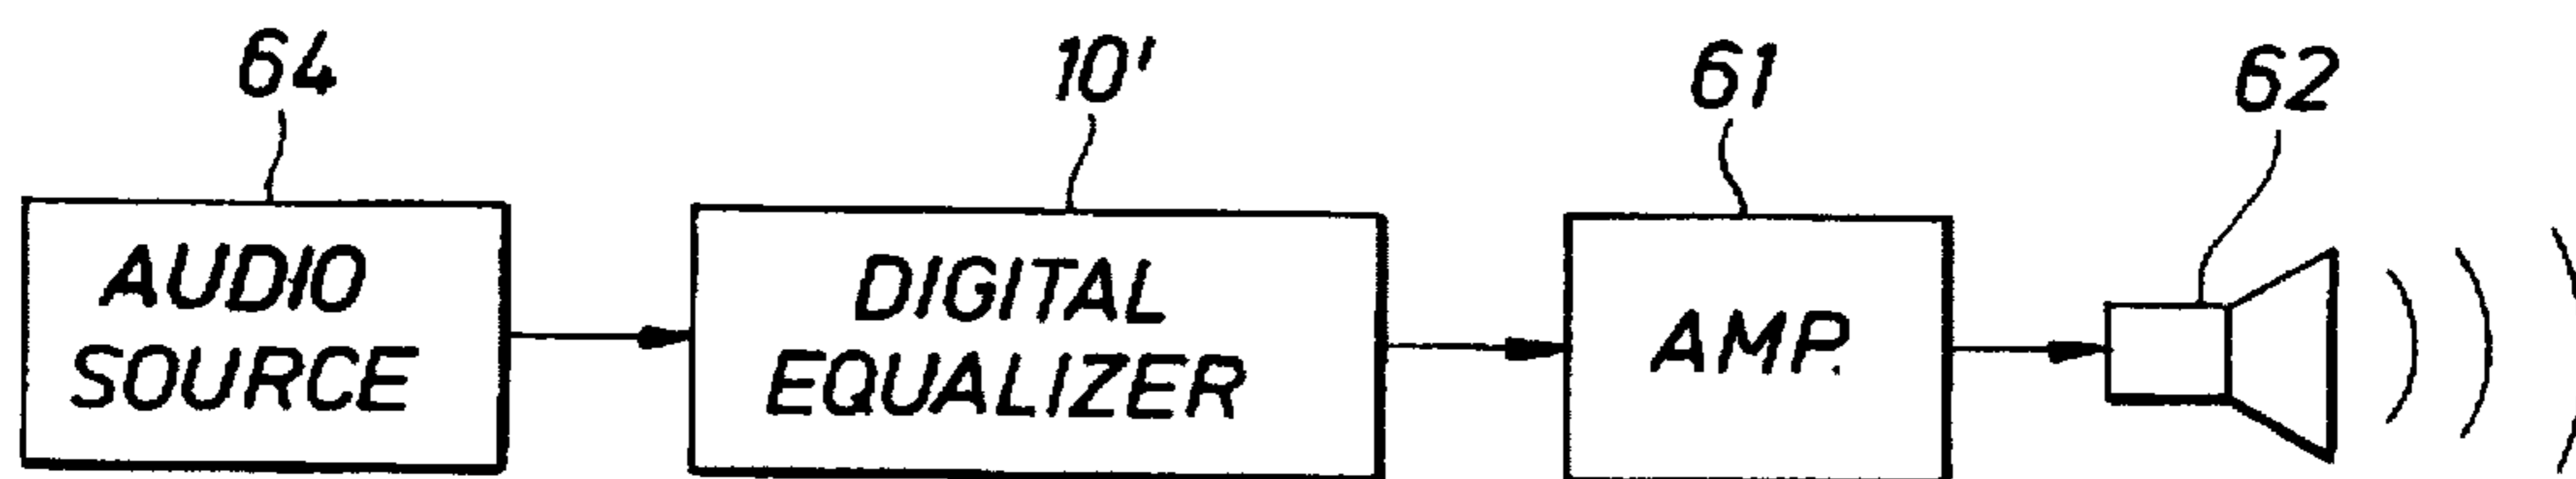 64 10' 61 62
AUDIO SOURCE
DIGITAL EQUALIZER
AMP.